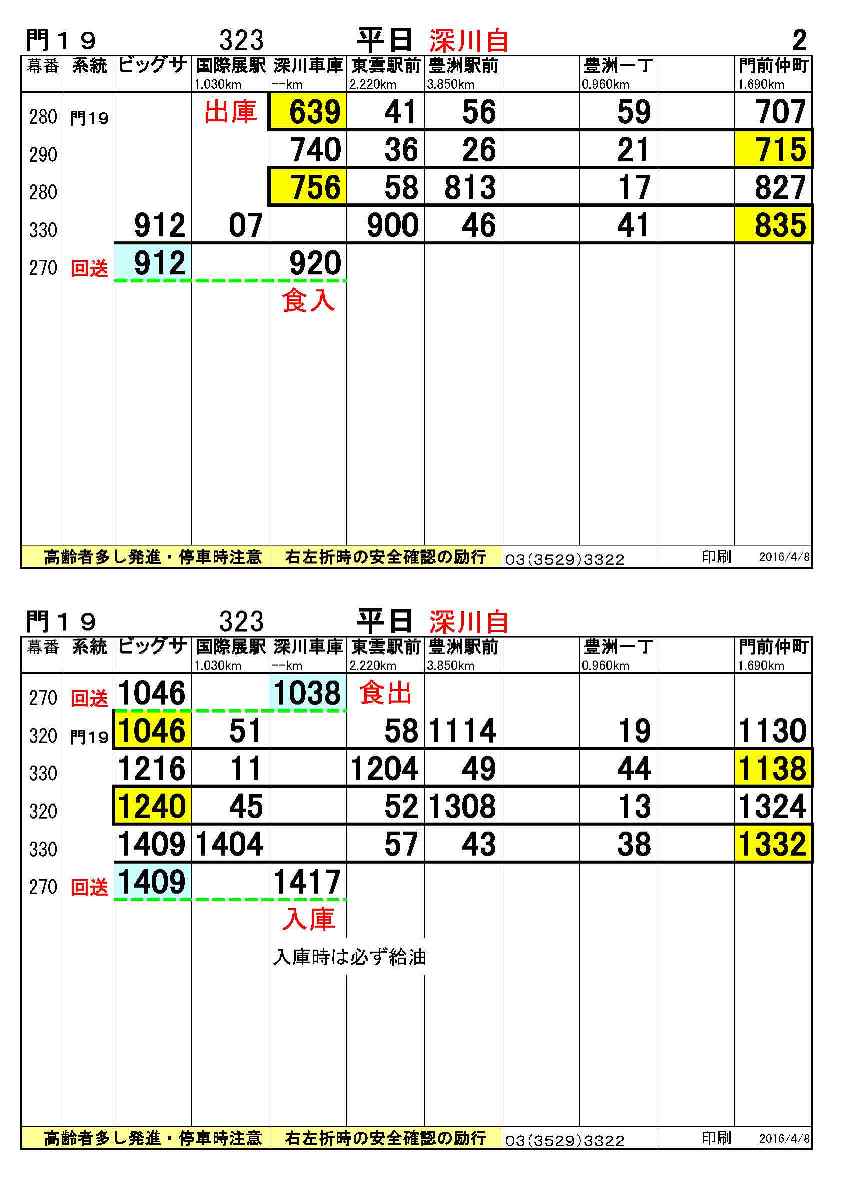 門19 323 平日 深川自 2
幕番 系統 ビッグサ 国際展駅 深川車庫 東雲駅前 豊洲駅前 豊洲一丁 門前仲町
1.030km --km 2.220km 3.850km 0.960km 1.690km
280 門19 出庫 639 41 56 59 707
290 740 36 26 21 715
280 756 58 813 17 827
330 912 07 900 46 41 835
270 回送 912 920
食入
高齢者多し発進・停車時注意 右左折時の安全確認の励行 03(3529)3322 印刷 2016/4/8
門19 323 平日 深川自
幕番 系統 ビッグサ 国際展駅 深川車庫 東雲駅前 豊洲駅前 豊洲一丁 門前仲町
1.030km --km 2.220km 3.850km 0.960km 1.690km
270 回送 1046 1038 食出
320 門19 1046 51 58 1114 19 1130
330 1216 11 1204 49 44 1138
320 1240 45 52 1308 13 1324
330 1409 1404 57 43 38 1332
270 回送 1409 1417
入庫
入庫時は必ず給油
高齢者多し発進・停車時注意 右左折時の安全確認の励行 03(3529)3322 印刷 2016/4/8